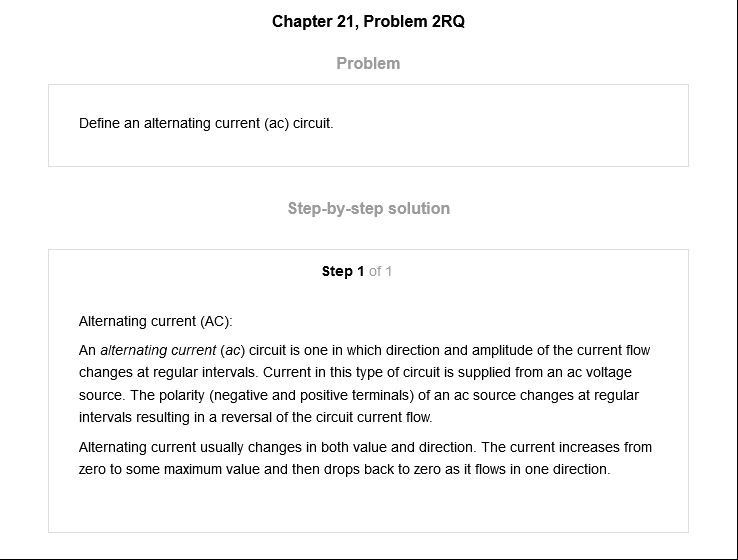 Chapter 21, Problem 2RQ
Problem
Define an alternating current (ac) circuit.
Step-by-step solution
Step 1 of 1
Alternating current (AC):
An alternating current (ac) circuit is one in which direction and amplitude of the current flow
changes at regular intervals. Current in this type of circuit is supplied from an ac voltage
source. The polarity (negative and positive terminals) of an ac source changes at regular
intervals resulting in a reversal of the circuit current flow.
Alternating current usually changes in both value and direction. The current increases from
zero to some maximum value and then drops back to zero as it flows in one direction.